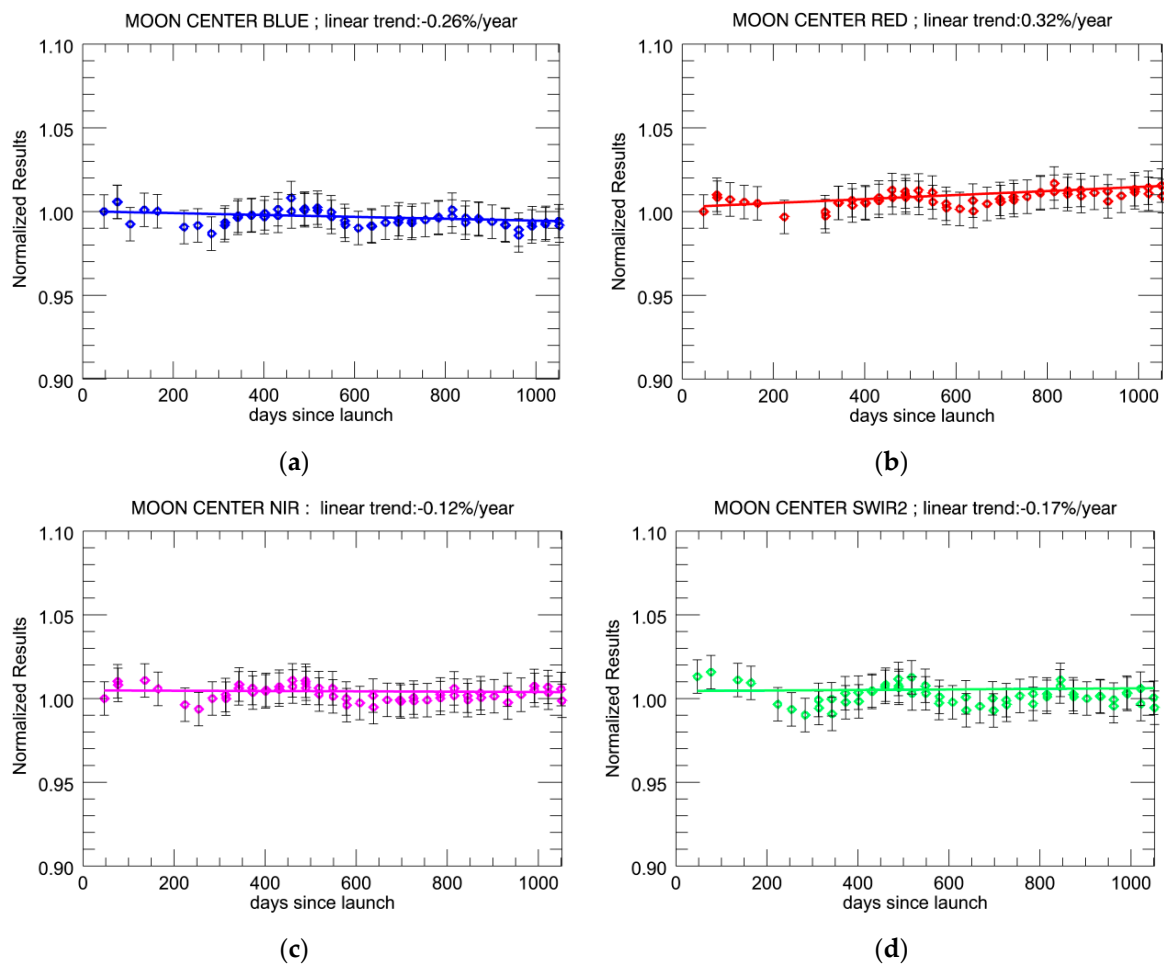 MOON CENTER BLUE ; linear trend:-0.26%/year
1.10
1.05
1.00
0.95
0.90
Normalized Results
0 200 400 600 800 1000
days since launch
(a)
MOON CENTER RED ; linear trend:0.32%/year
1.10
1.05
1.00
0.95
0.90
Normalized Results
0 200 400 600 800 1000
days since launch
(b)
MOON CENTER NIR : linear trend:-0.12%/year
1.10
1.05
1.00
0.95
0.90
Normalized Results
0 200 400 600 800 1000
days since launch
(c)
MOON CENTER SWIR2 ; linear trend:-0.17%/year
1.10
1.05
1.00
0.95
0.90
Normalized Results
0 200 400 600 800 1000
days since launch
(d)